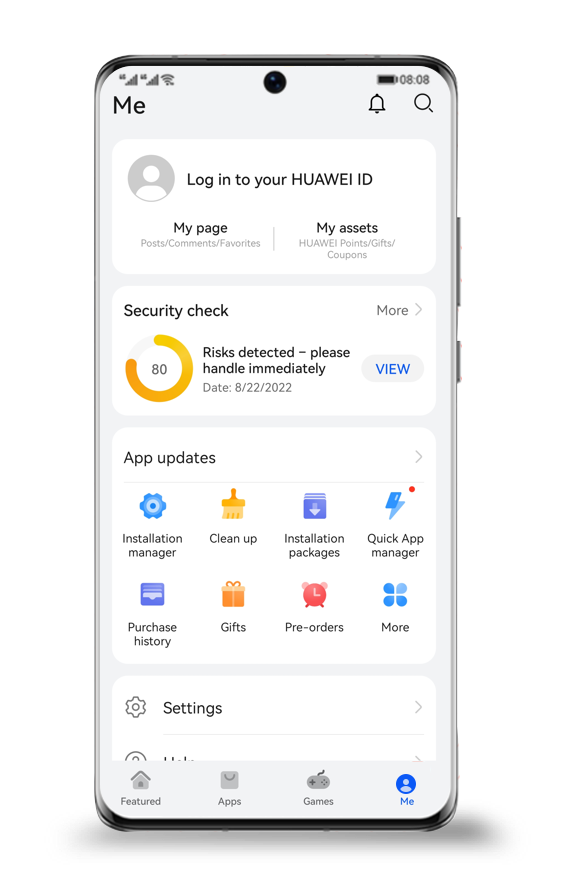 08:08
Me
Log in to your HUAWEI ID
My page
Posts/Comments/Favorites
My assets
HUAWEI Points/Gifts/
Coupons
Security check
More
80
Risks detected – please
handle immediately
Date: 8/22/2022
VIEW
App updates
Installation
manager
Clean up
Installation
packages
Quick App
manager
Purchase
history
Gifts
Pre-orders
More
Settings
Help
Featured
Apps
Games
Me